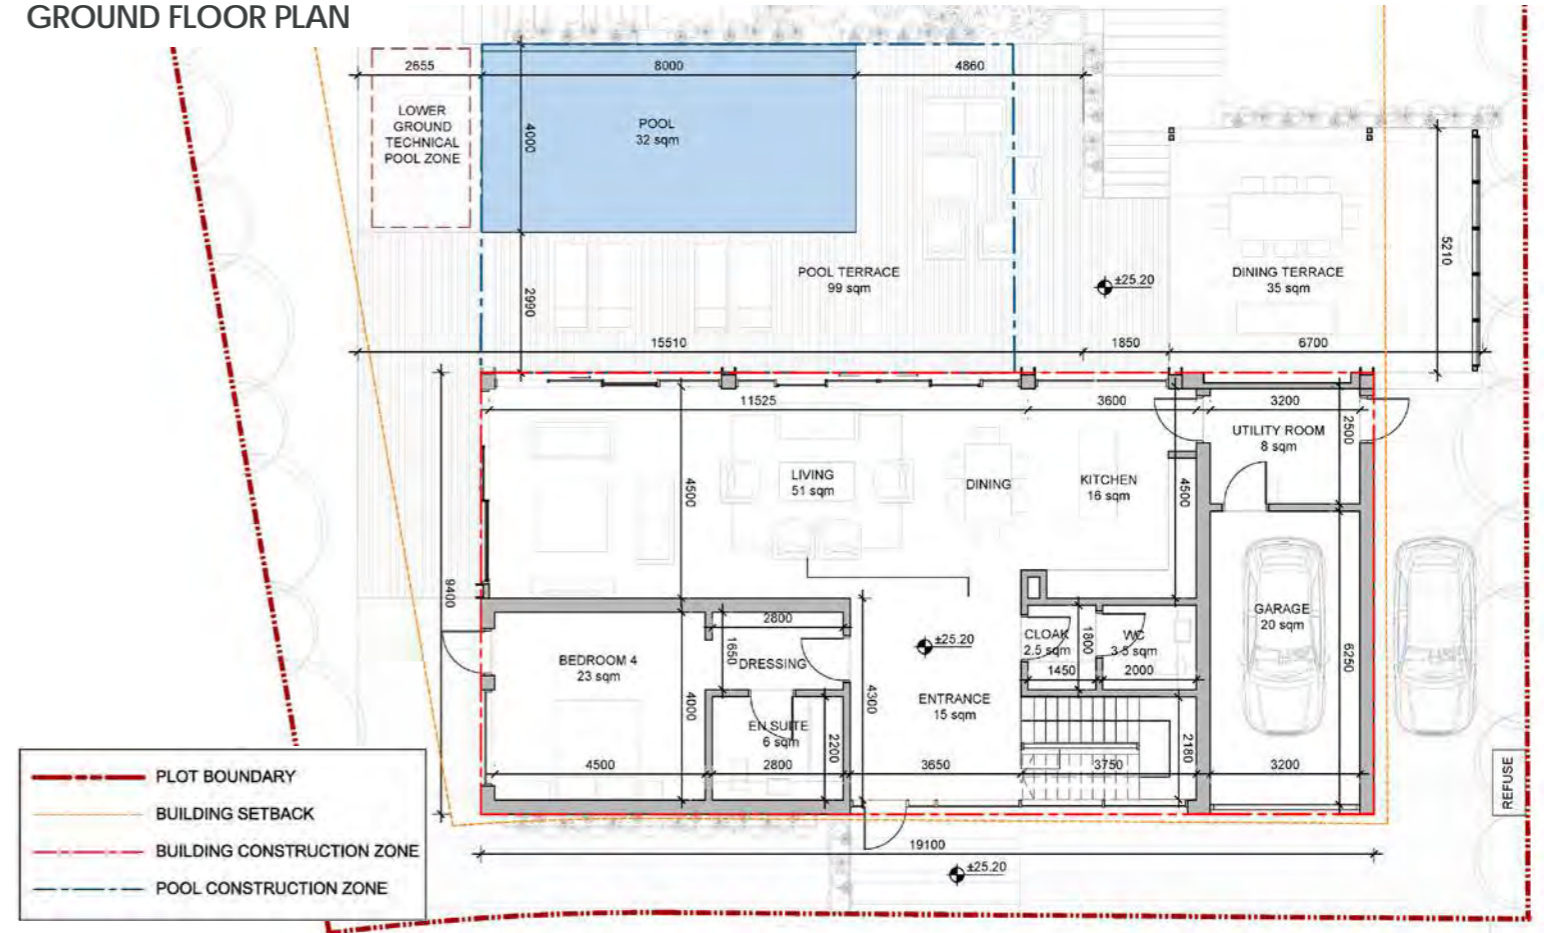 GROUND FLOOR PLAN
2655
8000
4860
LOWER
GROUND
TECHNICAL
POOL ZONE
4000
POOL
32 sqm
2990
POOL TERRACE
99 sqm
±25.20
DINING TERRACE
35 sqm
5210
15510
1850
6700
11525
3600
3200
2500
UTILITY ROOM
8 sqm
LIVING
51 sqm
DINING
KITCHEN
16 sqm
4500
4500
9400
GARAGE
20 sqm
6250
2800
1650
DRESSING
BEDROOM 4
23 sqm
4000
EN SUITE
6 sqm
2200
4300
±25.20
ENTRANCE
15 sqm
CLOAK
2.5 sqm
1800
WC
3.5 sqm
1450
2000
2180
4500
2800
3650
3750
3200
19100
±25.20
REFUSE
PLOT BOUNDARY
BUILDING SETBACK
BUILDING CONSTRUCTION ZONE
POOL CONSTRUCTION ZONE